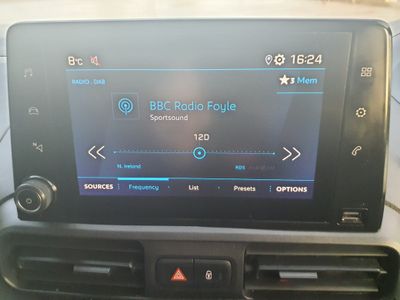 8°C 16:24
RADIO . DAB ★3 Mem
BBC Radio Foyle
Sportsound
12D
N. Ireland RDS
SOURCES Frequency List Presets OPTIONS